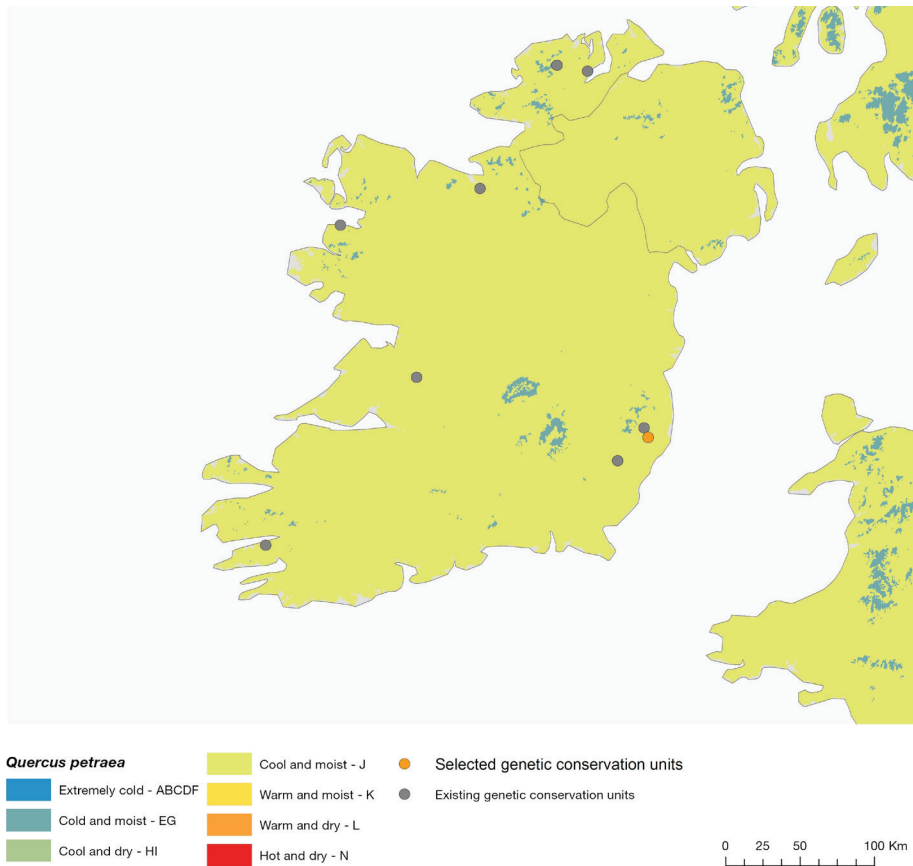 Quercus petraea
Extremely cold - ABCDF
Cold and moist - EG
Cool and dry - HI
Cool and moist - J
Warm and moist - K
Warm and dry - L
Hot and dry - N
Selected genetic conservation units
Existing genetic conservation units
0 25 50 100 Km